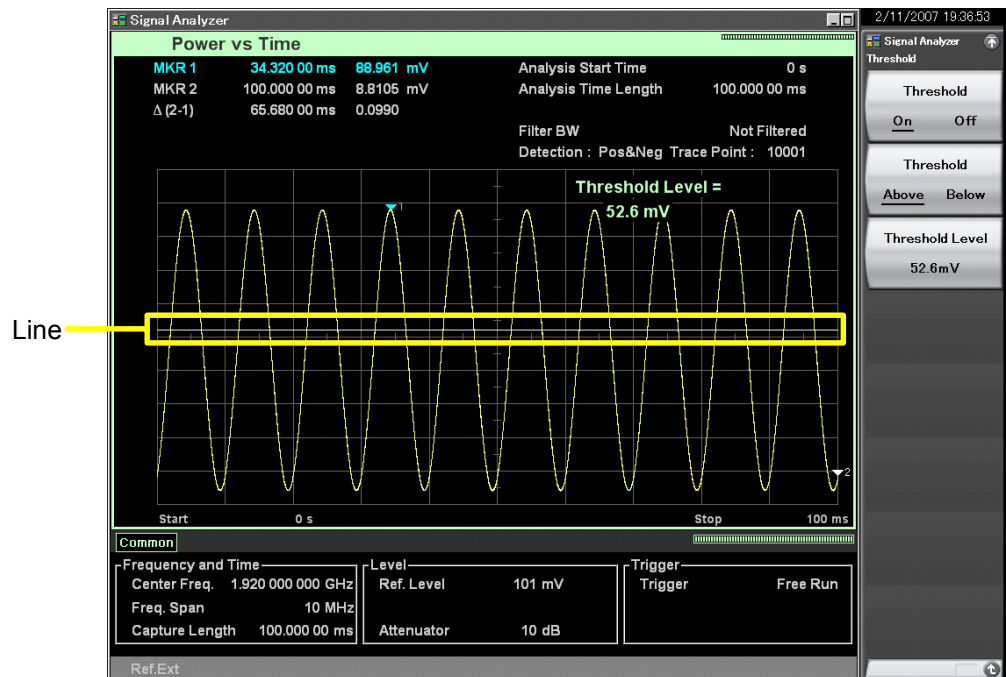 Signal Analyzer
2/11/2007 19:36:53
Power vs Time
MKR 1 34.320 00 ms 88.961 mV
MKR 2 100.000 00 ms 8.8105 mV
Δ (2-1) 65.680 00 ms 0.0990
Analysis Start Time 0 s
Analysis Time Length 100.000 00 ms
Filter BW Not Filtered
Detection : Pos&Neg Trace Point : 10001
Threshold Level =
52.6 mV
1
2
Line
Start 0 s Stop 100 ms
Common
Frequency and Time
Center Freq. 1.920 000 000 GHz
Freq. Span 10 MHz
Capture Length 100.000 00 ms
Level
Ref. Level 101 mV
Attenuator 10 dB
Trigger
Trigger Free Run
Ref.Ext
Signal Analyzer
Threshold
Threshold
On Off
Threshold
Above Below
Threshold Level
52.6mV